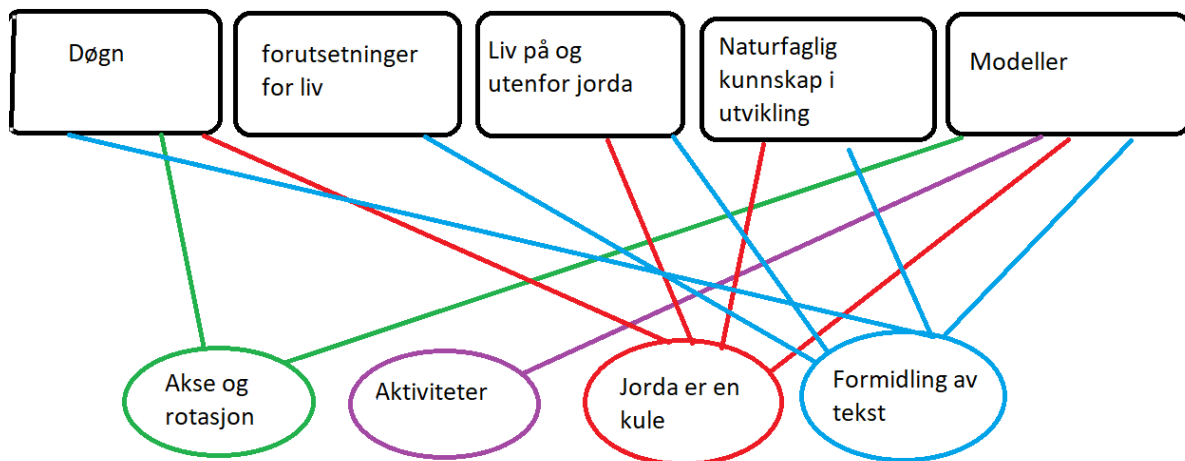 Døgn
forutsetninger
for liv
Liv på og
utenfor jorda
Naturfaglig
kunnskap i
utvikling
Modeller
Akse og
rotasjon
Aktiviteter
Jorda er en
kule
Formidling av
tekst